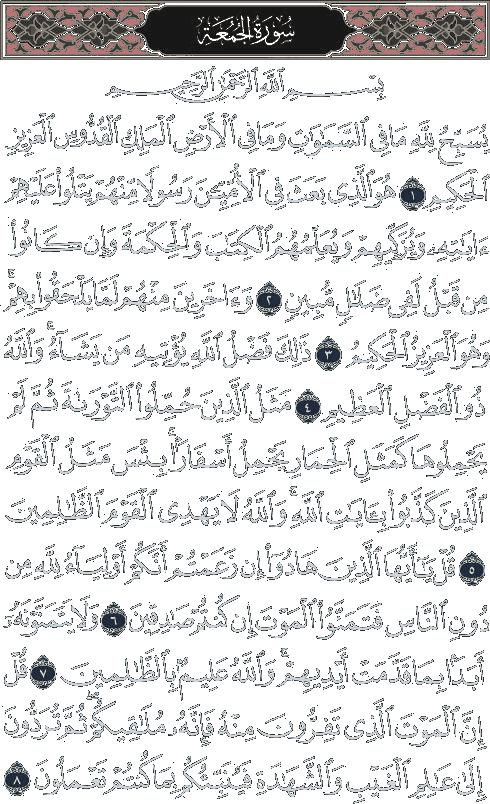 سُورَةُ الجُمُعَةِ
بِسْمِ ٱللَّهِ ٱلرَّحْمَٰنِ ٱلرَّحِيمِ
يُسَبِّحُ لِلَّهِ مَا فِى ٱلسَّمَٰوَٰتِ وَمَا فِى ٱلْأَرْضِ ٱلْمَلِكِ ٱلْقُدُّوسِ ٱلْعَزِيزِ
ٱلْحَكِيمِ ١ هُوَ ٱلَّذِى بَعَثَ فِى ٱلْأُمِّيِّۦنَ رَسُولًا مِّنْهُمْ يَتْلُوا۟ عَلَيْهِمْ
ءَايَٰتِهِۦ وَيُزَكِّيهِمْ وَيُعَلِّمُهُمُ ٱلْكِتَٰبَ وَٱلْحِكْمَةَ وَإِن كَانُوا۟
مِن قَبْلُ لَفِى ضَلَٰلٍ مُّبِينٍ ٢ وَءَاخَرِينَ مِنْهُمْ لَمَّا يَلْحَقُوا۟ بِهِمْ ۚ
وَهُوَ ٱلْعَزِيزُ ٱلْحَكِيمُ ٣ ذَٰلِكَ فَضْلُ ٱللَّهِ يُؤْتِيهِ مَن يَشَآءُ ۚ وَٱللَّهُ
ذُو ٱلْفَضْلِ ٱلْعَظِيمِ ٤ مَثَلُ ٱلَّذِينَ حُمِّلُوا۟ ٱلتَّوْرَىٰةَ ثُمَّ لَمْ
يَحْمِلُوهَا كَمَثَلِ ٱلْحِمَارِ يَحْمِلُ أَسْفَارًۢا ۚ بِئْسَ مَثَلُ ٱلْقَوْمِ
ٱلَّذِينَ كَذَّبُوا۟ بِـَٔايَٰتِ ٱللَّهِ ۚ وَٱللَّهُ لَا يَهْدِى ٱلْقَوْمَ ٱلظَّٰلِمِينَ
٥ قُلْ يَٰٓأَيُّهَا ٱلَّذِينَ هَادُوٓا۟ إِن زَعَمْتُمْ أَنَّكُمْ أَوْلِيَآءُ لِلَّهِ مِن
دُونِ ٱلنَّاسِ فَتَمَنَّوُا۟ ٱلْمَوْتَ إِن كُنتُمْ صَٰدِقِينَ ٦ وَلَا يَتَمَنَّوْنَهُۥٓ
أَبَدًۢا بِمَا قَدَّمَتْ أَيْدِيهِمْ ۚ وَٱللَّهُ عَلِيمٌۢ بِٱلظَّٰلِمِينَ ٧ قُلْ
إِنَّ ٱلْمَوْتَ ٱلَّذِى تَفِرُّونَ مِنْهُ فَإِنَّهُۥ مُلَٰقِيكُمْ ۖ ثُمَّ تُرَدُّونَ
إِلَىٰ عَٰلِمِ ٱلْغَيْبِ وَٱلشَّهَٰدَةِ فَيُنَبِّئُكُم بِمَا كُنتُمْ تَعْمَلُونَ ٨